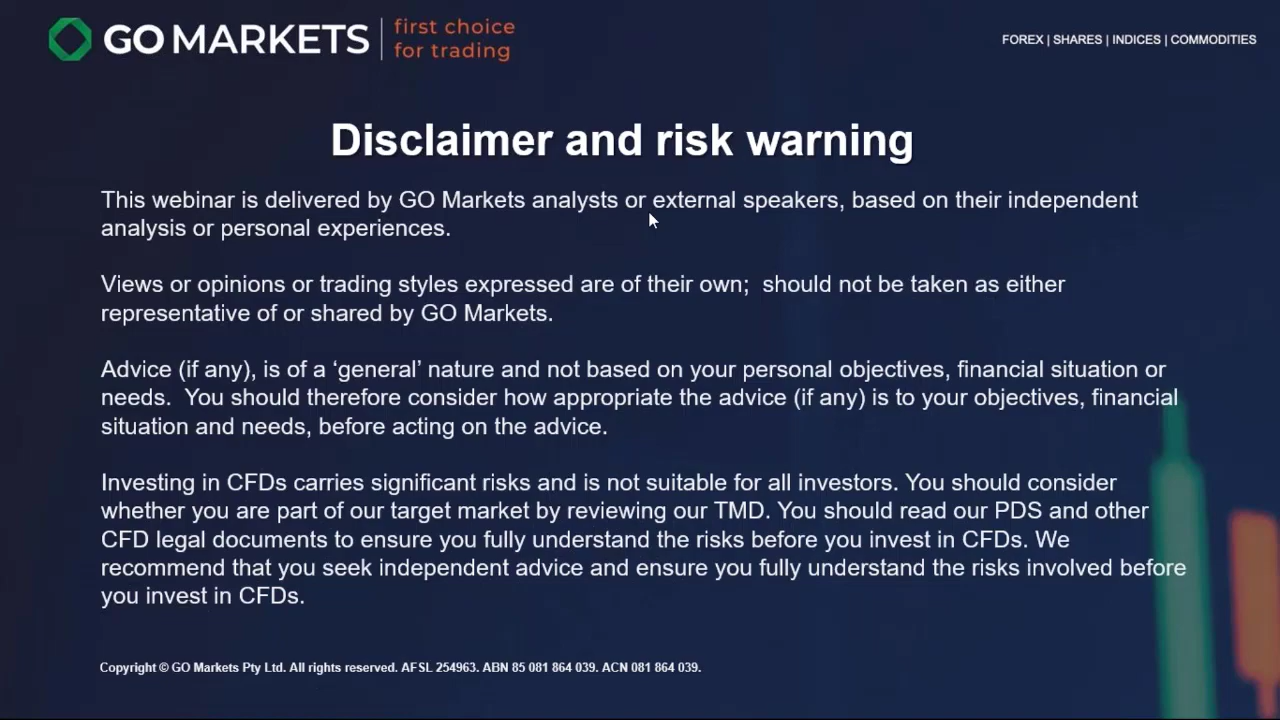 GO MARKETS
first choice
for trading
FOREX | SHARES | INDICES | COMMODITIES
Disclaimer and risk warning
This webinar is delivered by GO Markets analysts or external speakers, based on their independent
analysis or personal experiences.
Views or opinions or trading styles expressed are of their own;  should not be taken as either
representative of or shared by GO Markets.
Advice (if any), is of a ‘general’ nature and not based on your personal objectives, financial situation or
needs.  You should therefore consider how appropriate the advice (if any) is to your objectives, financial
situation and needs, before acting on the advice.
Investing in CFDs carries significant risks and is not suitable for all investors. You should consider
whether you are part of our target market by reviewing our TMD. You should read our PDS and other
CFD legal documents to ensure you fully understand the risks before you invest in CFDs. We
recommend that you seek independent advice and ensure you fully understand the risks involved before
you invest in CFDs.
Copyright © GO Markets Pty Ltd. All rights reserved. AFSL 254963. ABN 85 081 864 039. ACN 081 864 039.